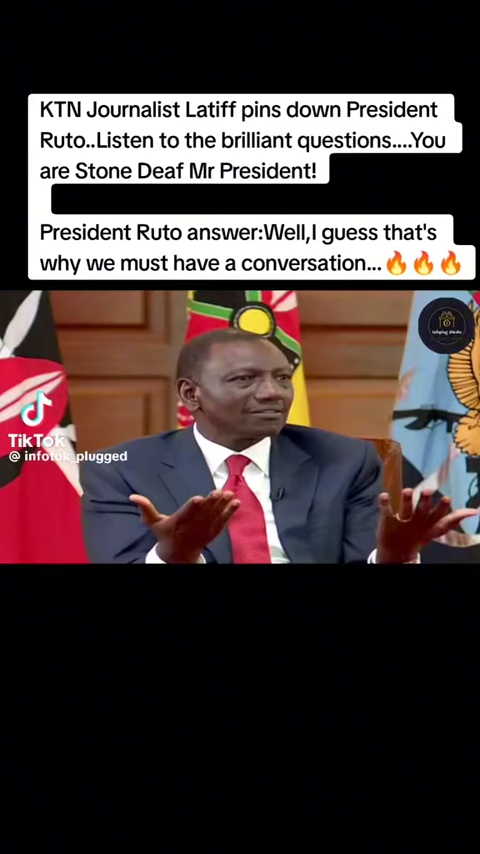 KTN Journalist Latiff pins down President
Ruto..Listen to the brilliant questions....You
are Stone Deaf Mr President!
President Ruto answer:Well,I guess that's
why we must have a conversation...🔥🔥🔥
TikTok
@ infotok_plugged